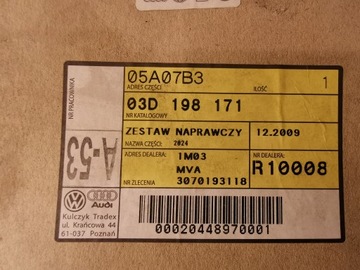 NR PRACOWNIKA
A-53
05A07B3
ADRES CZĘŚCI
ILOŚĆ
1
03D 198 171
NR KATALOGOWY
ZESTAW NAPRAWCZY
12.2009
NAZWA CZĘŚCI
2024
ADRES DEALERA:
1M03
NR DEALERA:
MVA
R10008
NR ZLECENIA
3070193118
Audi
Kulczyk Tradex
ul. Krańcowa 44
61-037 Poznań
00020448970001